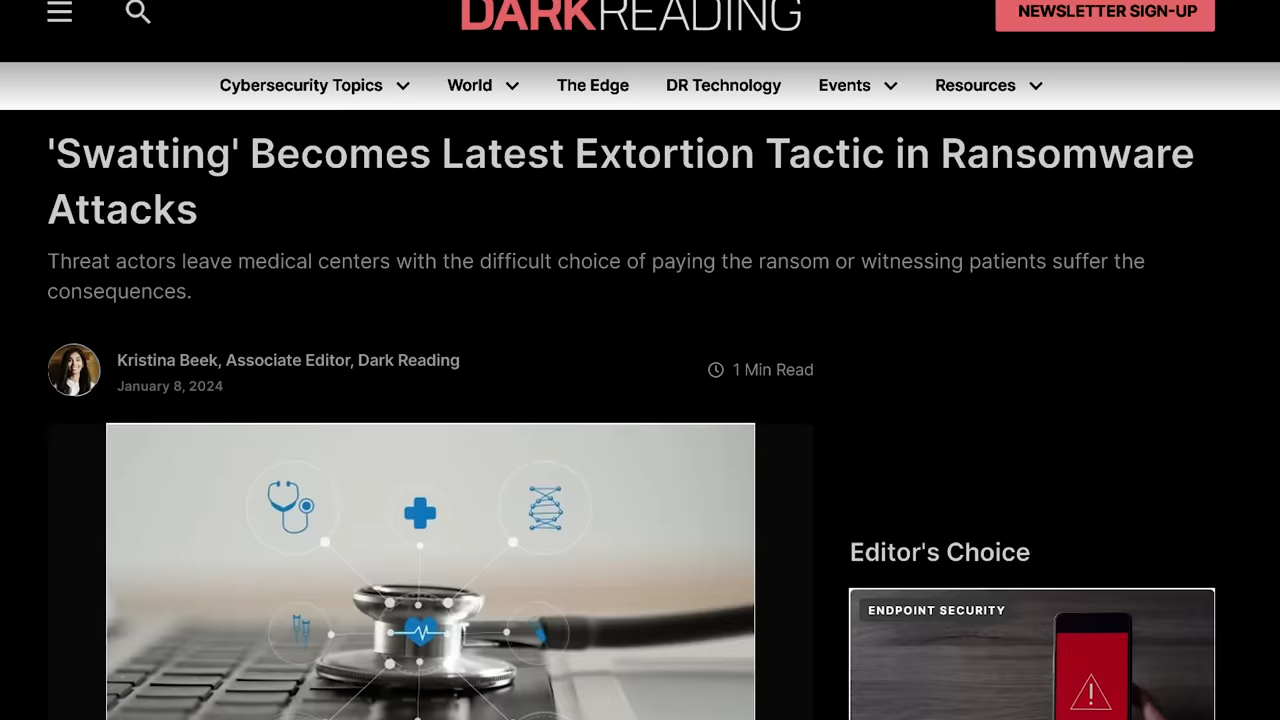 DARKREADING
NEWSLETTER SIGN-UP
Cybersecurity Topics World The Edge DR Technology Events Resources
'Swatting' Becomes Latest Extortion Tactic in Ransomware
Attacks
Threat actors leave medical centers with the difficult choice of paying the ransom or witnessing patients suffer the
consequences.
Kristina Beek, Associate Editor, Dark Reading
January 8, 2024
1 Min Read
Editor's Choice
ENDPOINT SECURITY